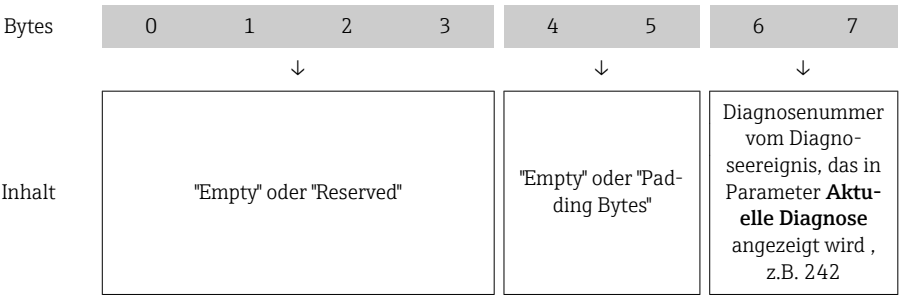 Bytes 0 1 2 3 4 5 6 7
↓ ↓ ↓
Inhalt
"Empty" oder "Reserved"
"Empty" oder "Pad-
ding Bytes"
Diagnosenummer
vom Diagno-
seereignis, das in
Parameter Aktu-
elle Diagnose
angezeigt wird ,
z.B. 242